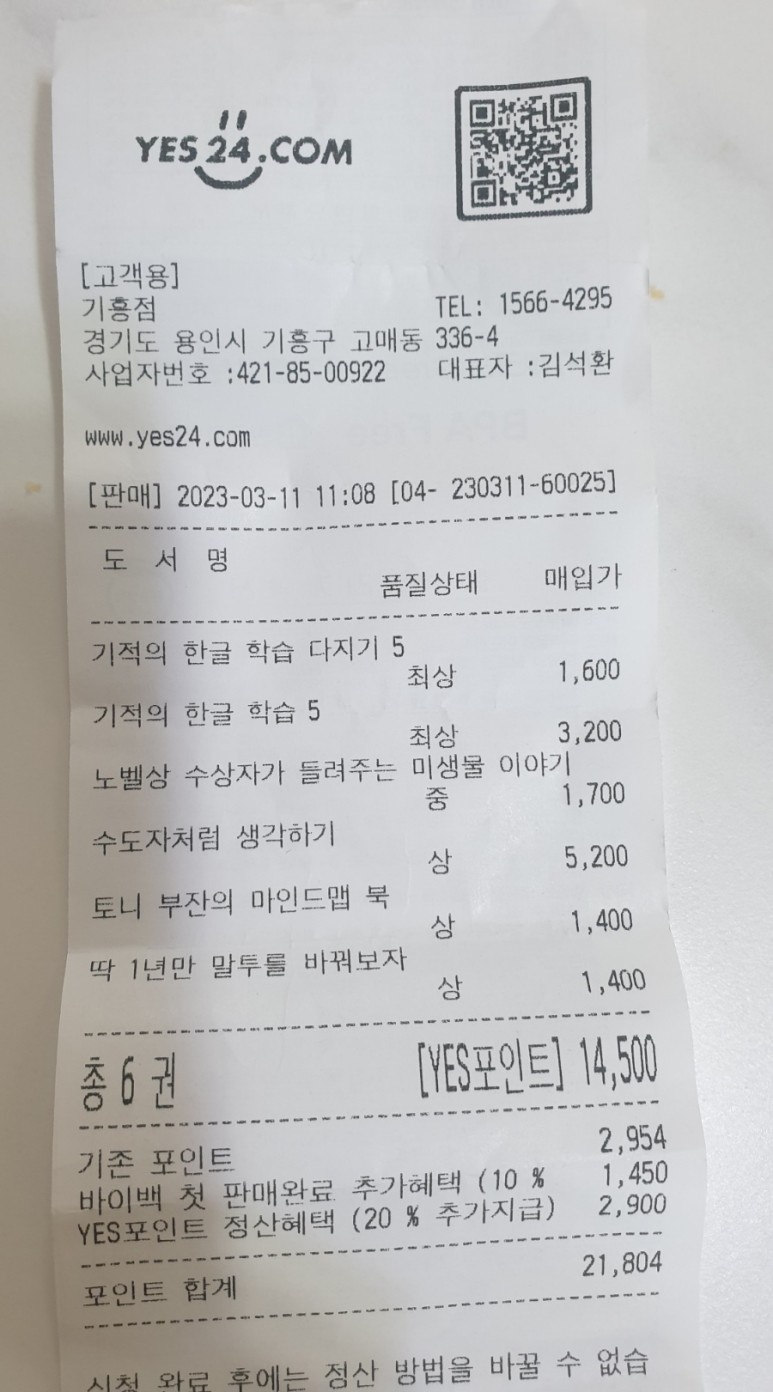 YES 24.COM
[고객용]
기흥점 TEL: 1566-4295
경기도 용인시 기흥구 고매동 336-4
사업자번호 :421-85-00922 대표자 :김석환
www.yes24.com
[판매] 2023-03-11 11:08 [04- 230311-60025]
도 서 명
품질상태 매입가
기적의 한글 학습 다지기 5
최상 1,600
기적의 한글 학습 5
최상 3,200
노벨상 수상자가 들려주는 미생물 이야기
중 1,700
수도자처럼 생각하기
상 5,200
토니 부잔의 마인드맵 북
상 1,400
딱 1년만 말투를 바꿔보자
상 1,400
총 6 권 [YES포인트] 14,500
기존 포인트 2,954
바이백 첫 판매완료 추가혜택 (10 % 1,450
YES포인트 정산혜택 (20 % 추가지급) 2,900
포인트 합계 21,804
신청 완료 후에는 정산 방법을 바꿀 수 없습